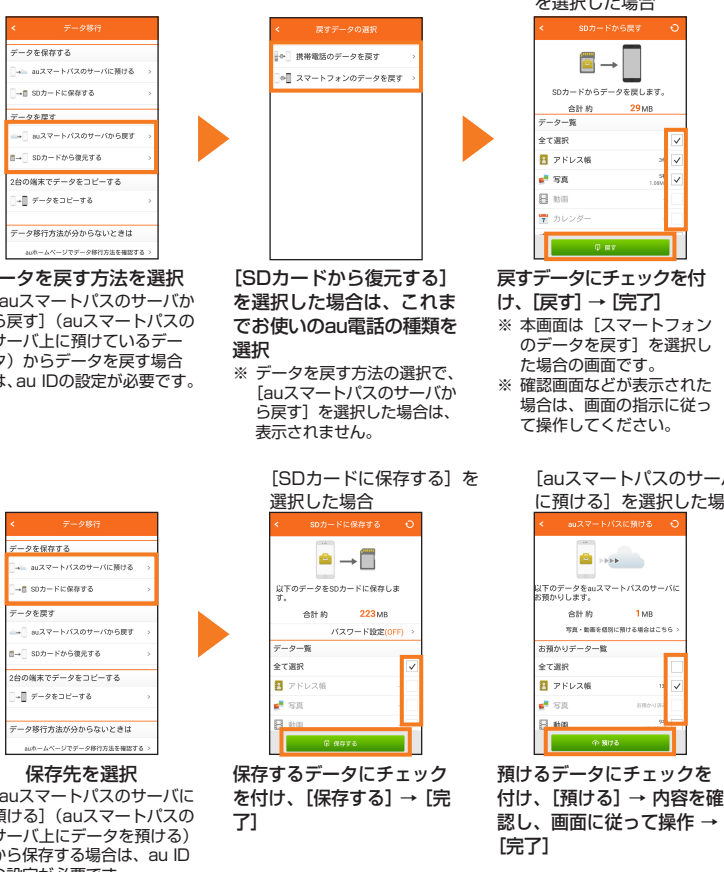 データ移行
データを保存する
auスマートパスのサーバに預ける
SDカードに保存する
データを戻す
auスマートパスのサーバから戻す
SDカードから復元する
2台の端末でデータをコピーする
データをコピーする
データ移行方法が分からないときは
auホームページでデータ移行方法を確認する
ータを戻す方法を選択
auスマートパスのサーバか
ら戻す］（auスマートパスの
サーバ上に預けているデー
タ）からデータを戻す場合
は、au IDの設定が必要です。
戻すデータの選択
携帯電話のデータを戻す
スマートフォンのデータを戻す
［SDカードから復元する］
を選択した場合は、これま
でお使いのau電話の種類を
選択
※ データを戻す方法の選択で、
［auスマートパスのサーバか
ら戻す］を選択した場合は、
表示されません。
を選択した場合
SDカードから戻す
SDカードからデータを戻します。
合計 約 29MB
データ一覧
全て選択
アドレス帳
写真
動画
カレンダー
戻す
戻すデータにチェックを付
け、［戻す］→［完了］
※ 本画面は［スマートフォン
のデータを戻す］を選択し
た場合の画面です。
※ 確認画面などが表示された
場合は、画面の指示に従っ
て操作してください。
データ移行
データを保存する
auスマートパスのサーバに預ける
SDカードに保存する
データを戻す
auスマートパスのサーバから戻す
SDカードから復元する
2台の端末でデータをコピーする
データをコピーする
データ移行方法が分からないときは
auホームページでデータ移行方法を確認する
保存先を選択
auスマートパスのサーバに
預ける］（auスマートパスの
サーバ上にデータを預ける）
から保存する場合は、au ID
の設定が必要です
［SDカードに保存する］を
選択した場合
SDカードに保存する
以下のデータをSDカードに保存しま
す。
合計 約 223MB
パスワード設定(OFF)
データ一覧
全て選択
アドレス帳
写真
動画
保存する
保存するデータにチェック
を付け、［保存する］→［完
了］
［auスマートパスのサーバ
に預ける］を選択した場
auスマートパスに預ける
以下のデータをauスマートパスのサーバに
お預かりします。
合計 約 1MB
写真・動画を個別に預ける場合はこちら
お預かりデータ一覧
全て選択
アドレス帳
写真
動画
預ける
預けるデータにチェックを
付け、［預ける］→ 内容を確
認し、画面に従って操作 →
［完了］